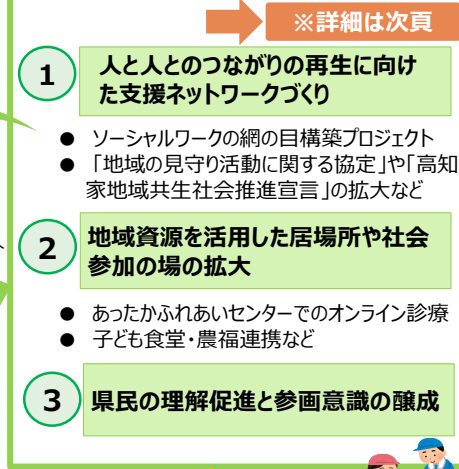 ※詳細は次頁
1
人と人とのつながりの再生に向け
た支援ネットワークづくり
● ソーシャルワークの網の目構築プロジェクト
● 「地域の見守り活動に関する協定」や「高知
家地域共生社会推進宣言」の拡大など
2
地域資源を活用した居場所や社会
参加の場の拡大
● あったかふれあいセンターでのオンライン診療
● 子ども食堂・農福連携など
3
県民の理解促進と参画意識の醸成